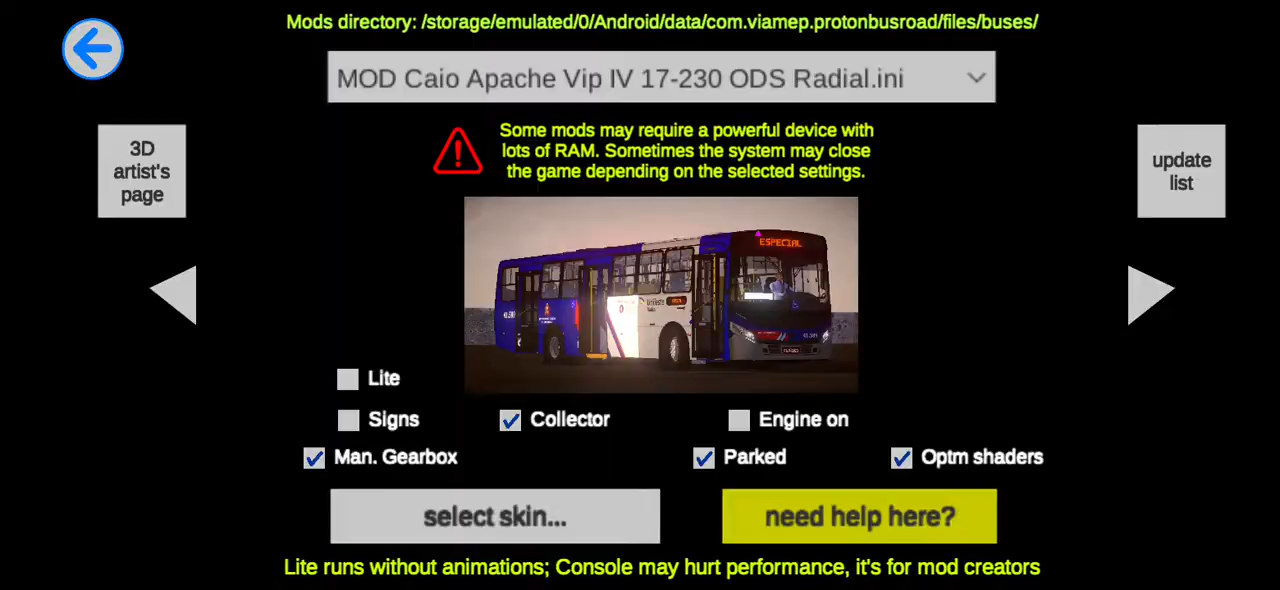 Mods directory: /storage/emulated/0/Android/data/com.viamep.protonbusroad/files/buses/
MOD Caio Apache Vip IV 17-230 ODS Radial.ini
Some mods may require a powerful device with
lots of RAM. Sometimes the system may close
the game depending on the selected settings.
3D
artist's
page
update
list
ESPECIAL
Lite
Signs
Collector
Engine on
Man. Gearbox
Parked
Optm shaders
select skin...
need help here?
Lite runs without animations; Console may hurt performance, it's for mod creators